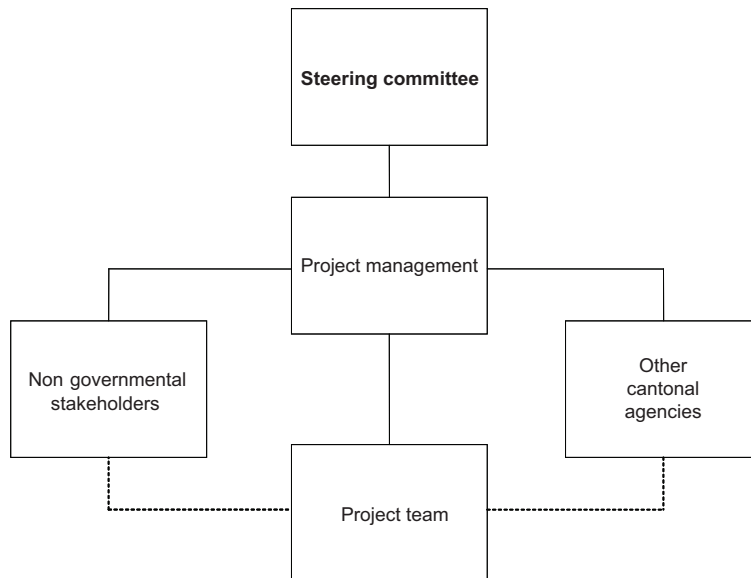 Steering committee
Project management
Non governmental
stakeholders
Other
cantonal
agencies
Project team